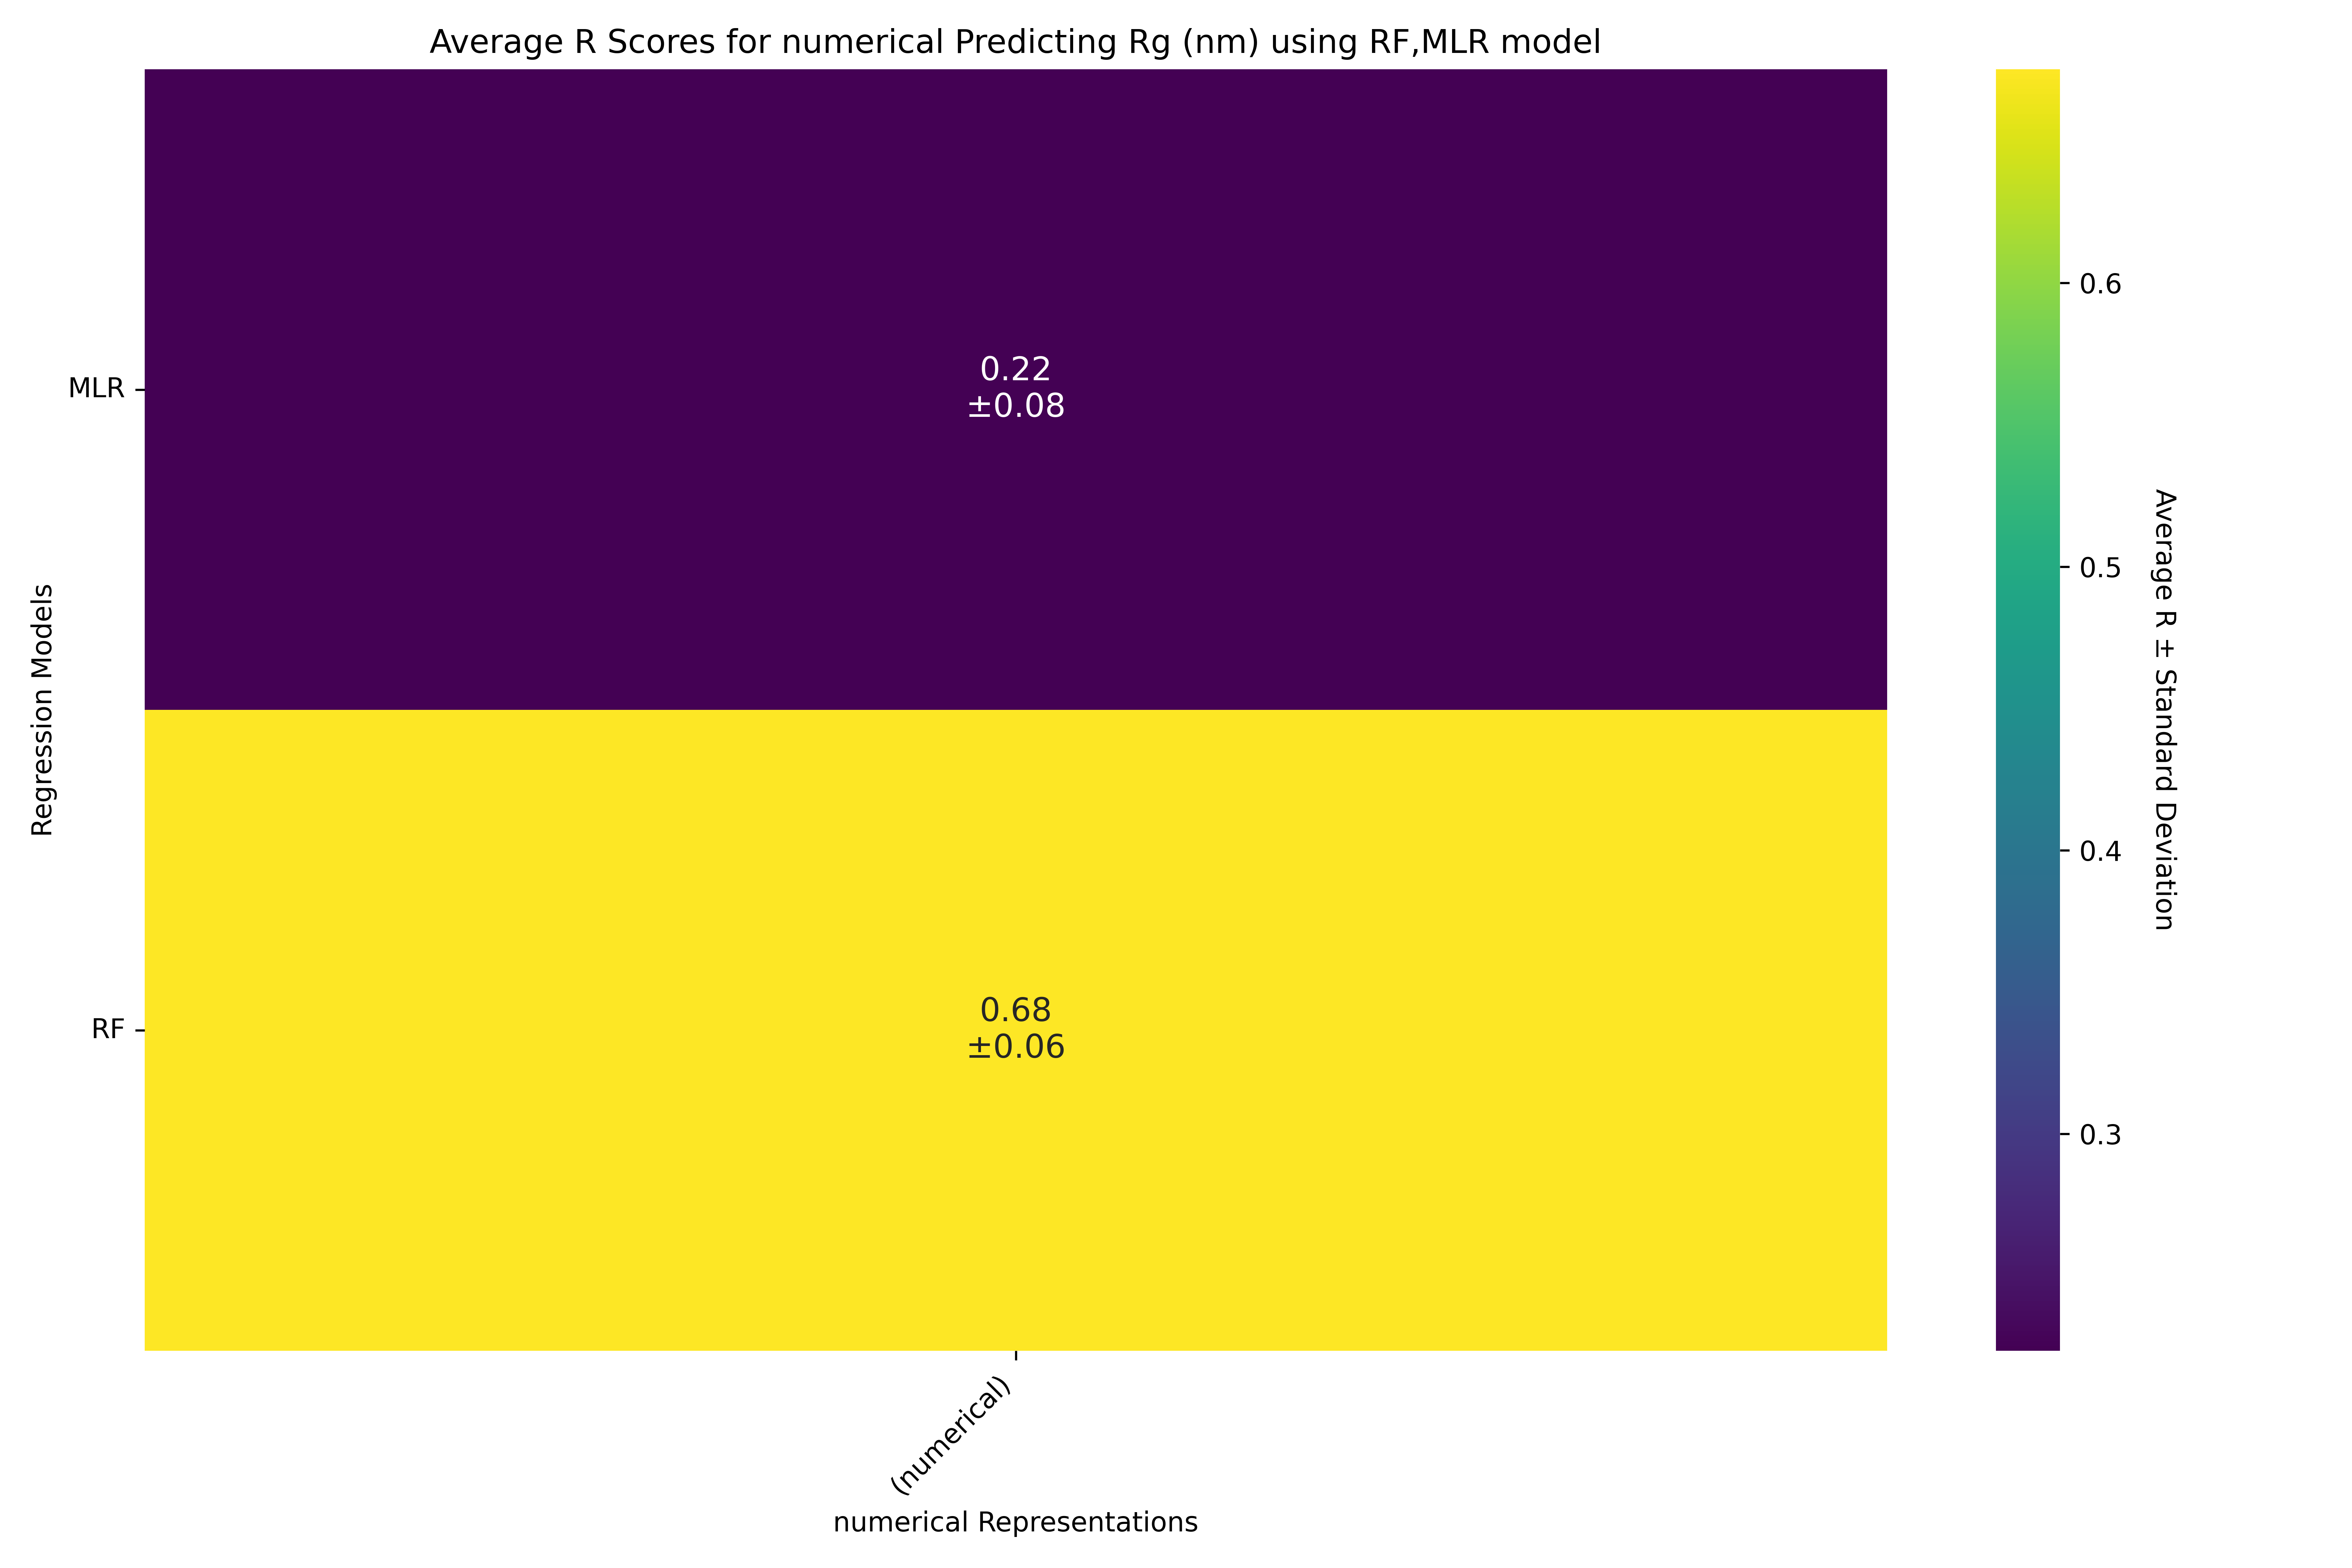 Average R Scores for numerical Predicting Rg (nm) using RF,MLR model
Regression Models
MLR
RF
0.22
±0.08
0.68
±0.06
(numerical)
numerical Representations
0.6
0.5
0.4
0.3
Average R ± Standard Deviation